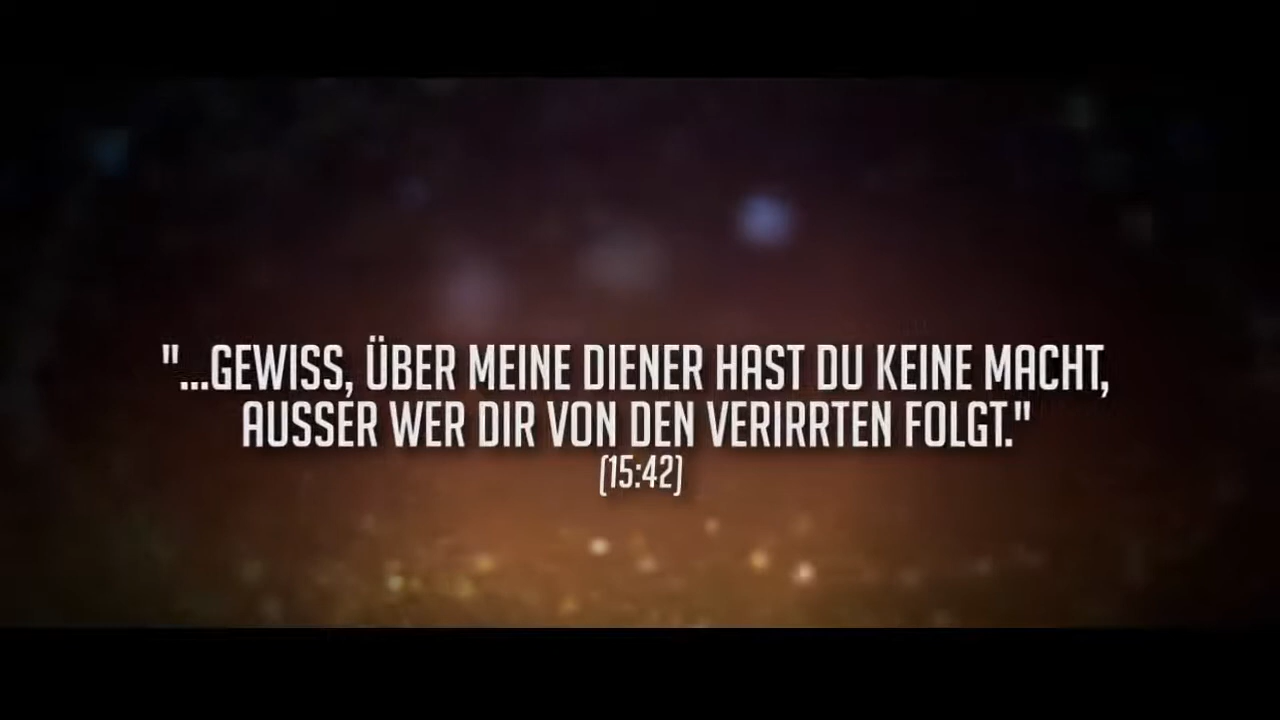 "...GEWISS, ÜBER MEINE DIENER HAST DU KEINE MACHT,
AUSSER WER DIR VON DEN VERIRRTEN FOLGT."
(15:42)